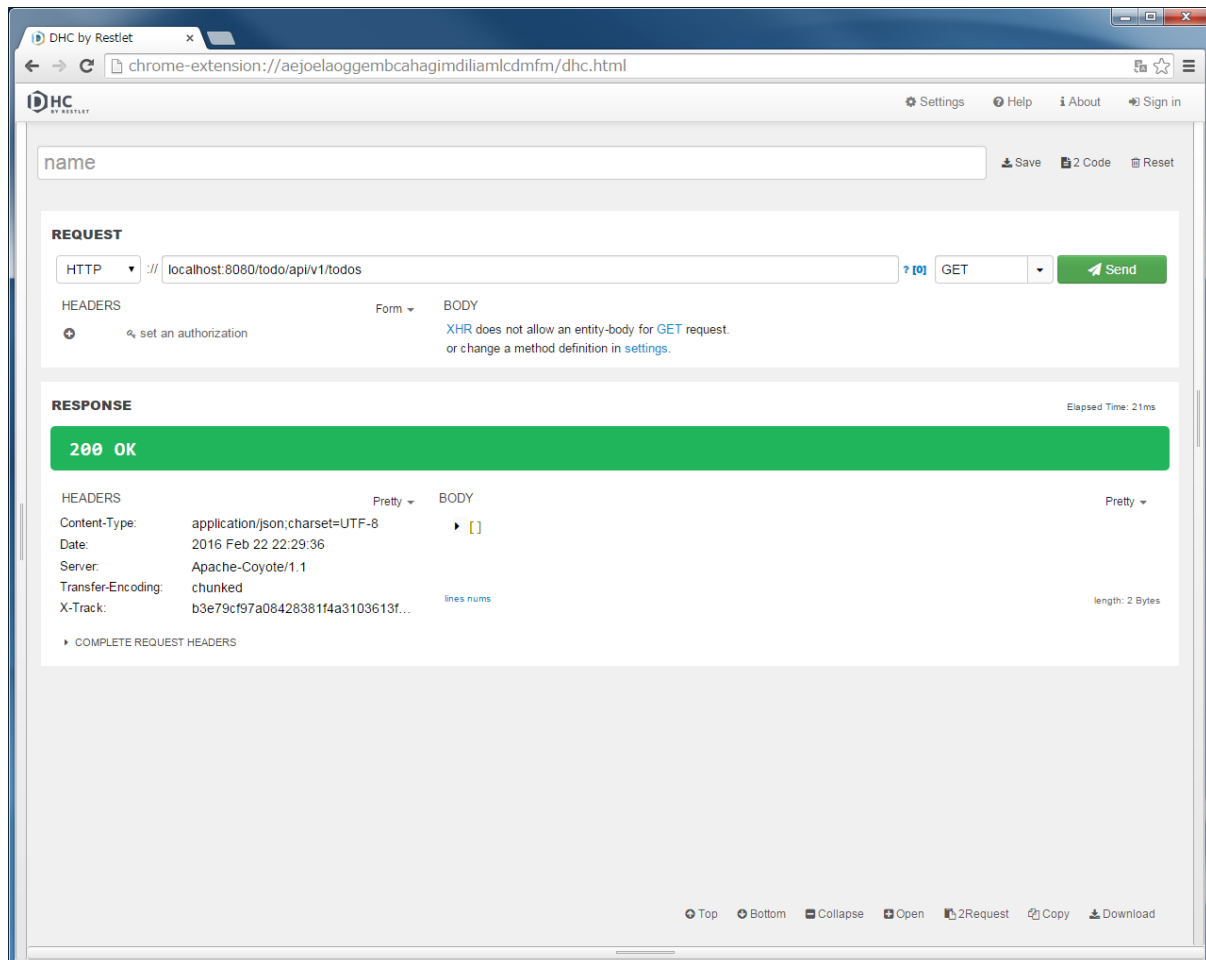 DHC by Restlet
chrome-extension://aejoelaoggembcahagimdiliamlcdmfm/dhc.html
DHC BY RESTLET
Settings Help About Sign in
name
Save 2 Code Reset
REQUEST
HTTP :// localhost:8080/todo/api/v1/todos ? [0] GET Send
HEADERS Form BODY
set an authorization
XHR does not allow an entity-body for GET request.
or change a method definition in settings.
RESPONSE
Elapsed Time: 21ms
200 OK
HEADERS Pretty BODY Pretty
Content-Type: application/json;charset=UTF-8
[]
Date: 2016 Feb 22 22:29:36
Server: Apache-Coyote/1.1
Transfer-Encoding: chunked
X-Track: b3e79cf97a08428381f4a3103613f...
lines nums
length: 2 Bytes
COMPLETE REQUEST HEADERS
Top Bottom Collapse Open 2Request Copy Download